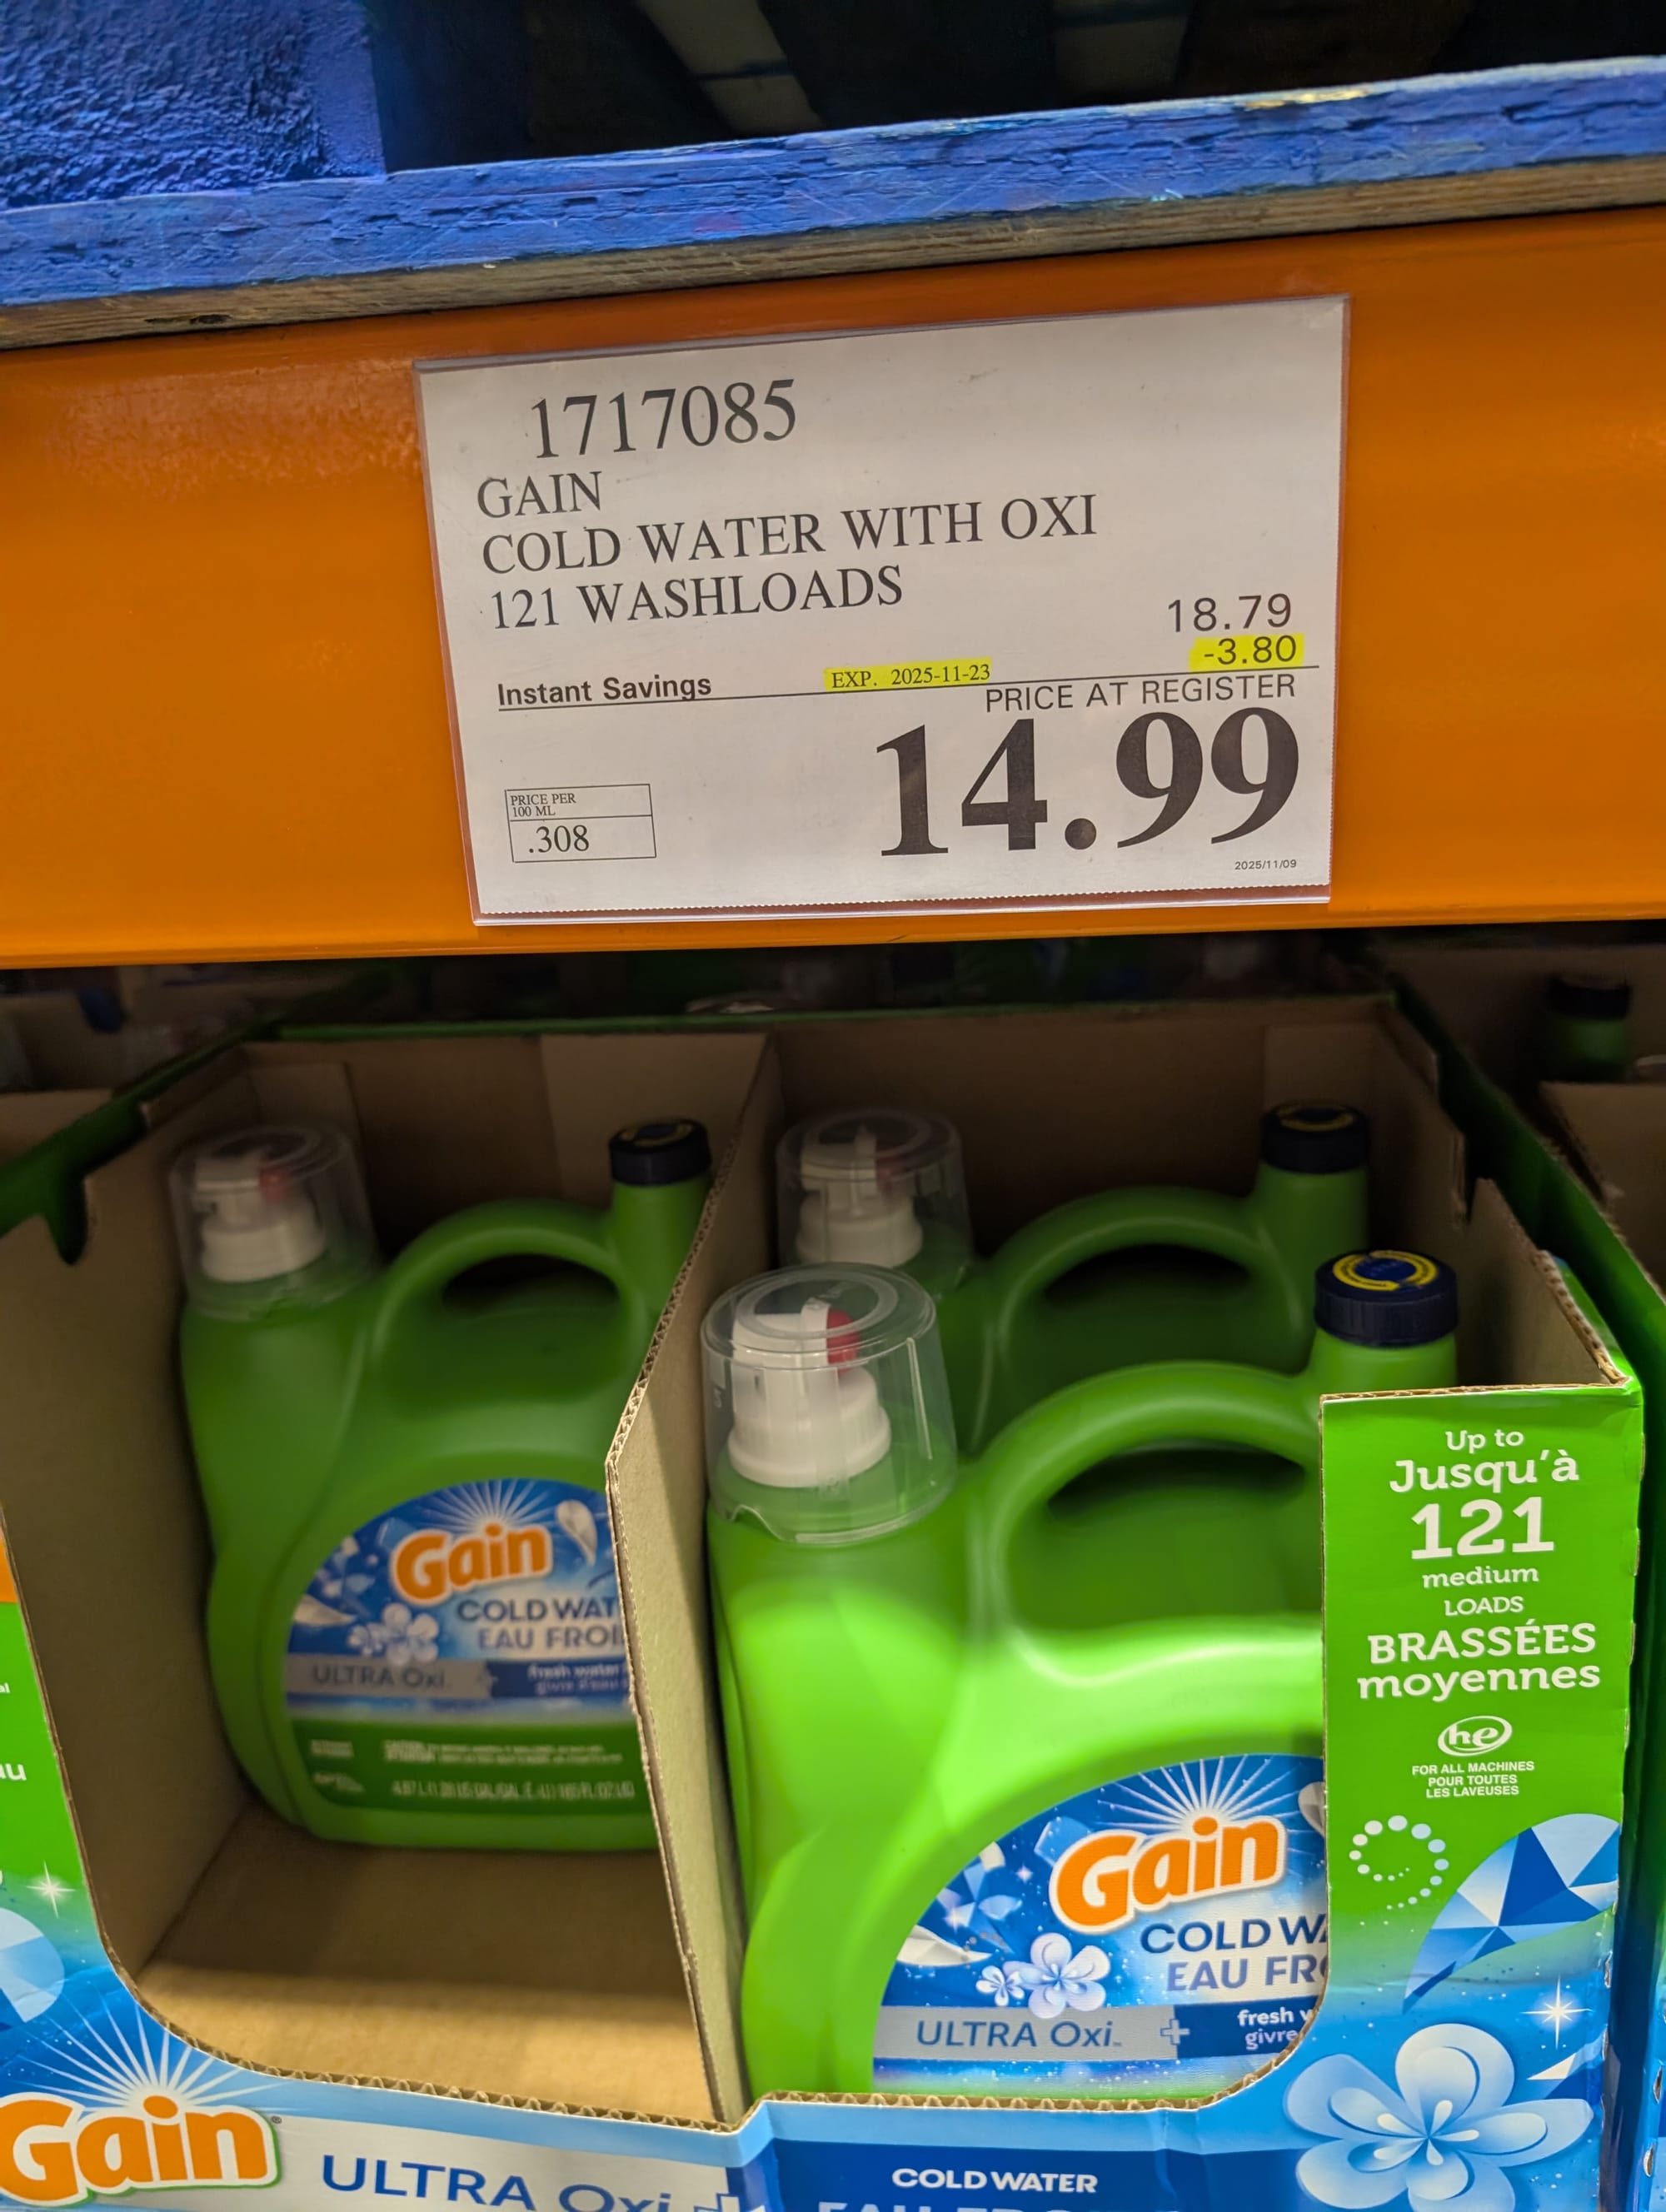 1717085
GAIN
COLD WATER WITH OXI
121 WASHLOADS
18.79
-3.80
Instant Savings EXP. 2025-11-23
PRICE AT REGISTER
14.99
PRICE PER
100 ML
.308
2025/11/09
Gain
COLD WAT
EAU FROI
ULTRA Oxi + fresh water
Up to
Jusqu'à
121
medium
LOADS
BRASSÉES
moyennes
he
FOR ALL MACHINES
POUR TOUTES
LES LAVEUSES
Gain
COLD WA
EAU FR
ULTRA Oxi + fresh w
givre
Gain
ULTRA Oxi +
COLD WATER